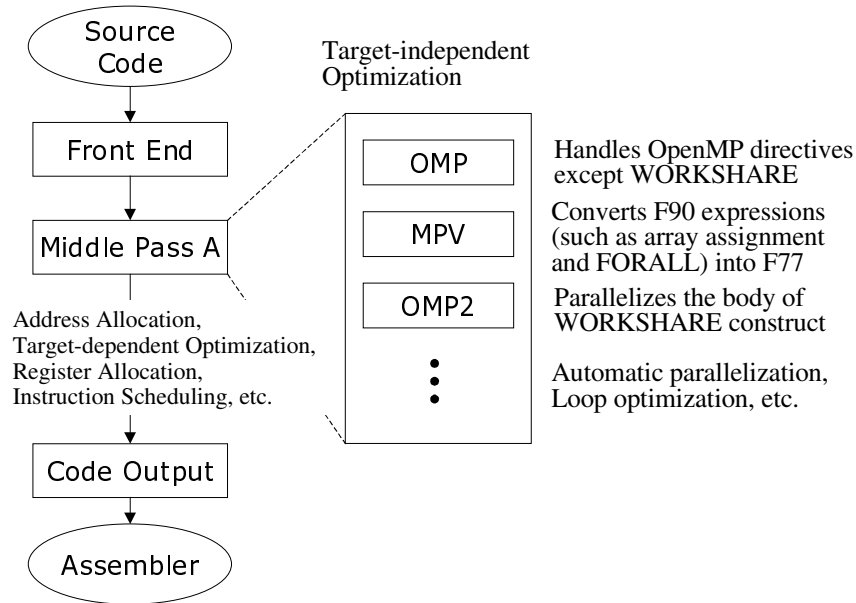 Source
Code
Front End
Middle Pass A
Address Allocation,
Target-dependent Optimization,
Register Allocation,
Instruction Scheduling, etc.
Code Output
Assembler
Target-independent
Optimization
OMP
Handles OpenMP directives
except WORKSHARE
MPV
Converts F90 expressions
(such as array assignment
and FORALL) into F77
OMP2
Parallelizes the body of
WORKSHARE construct
Automatic parallelization,
Loop optimization, etc.